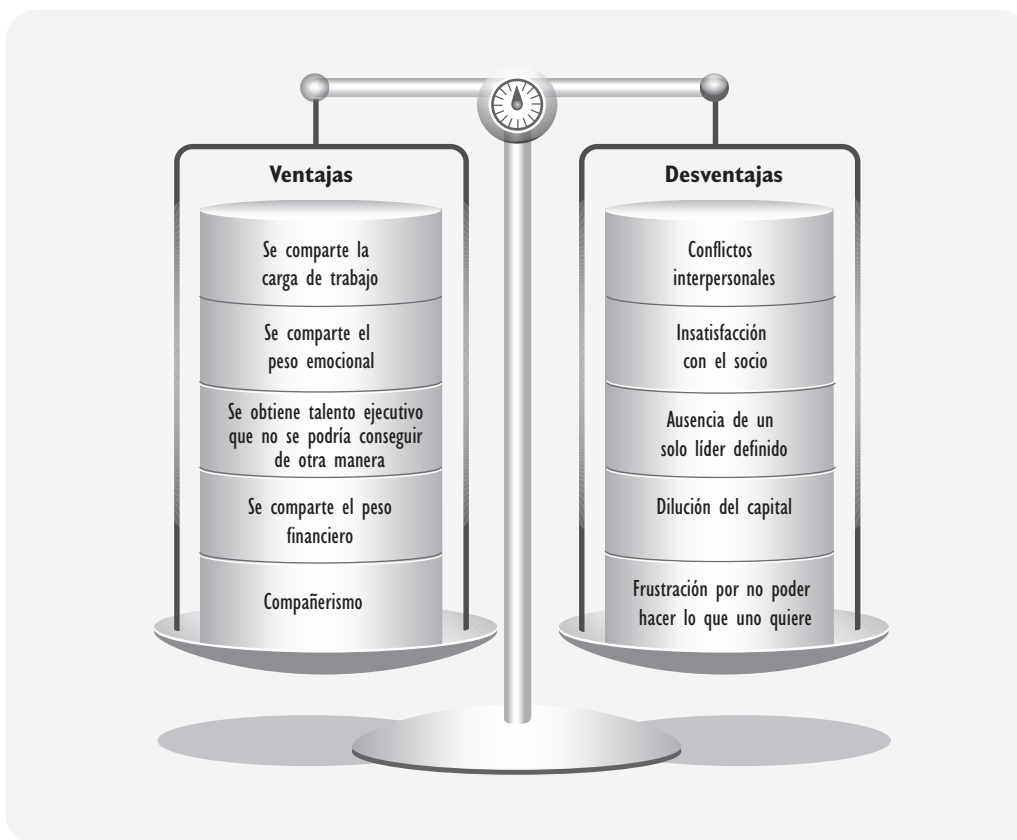 Ventajas
Se comparte la
carga de trabajo
Se comparte el
peso emocional
Se obtiene talento ejecutivo
que no se podría conseguir
de otra manera
Se comparte el peso
financiero
Compañerismo
Desventajas
Conflictos
interpersonales
Insatisfacción
con el socio
Ausencia de un
solo líder definido
Dilución del capital
Frustración por no poder
hacer lo que uno quiere